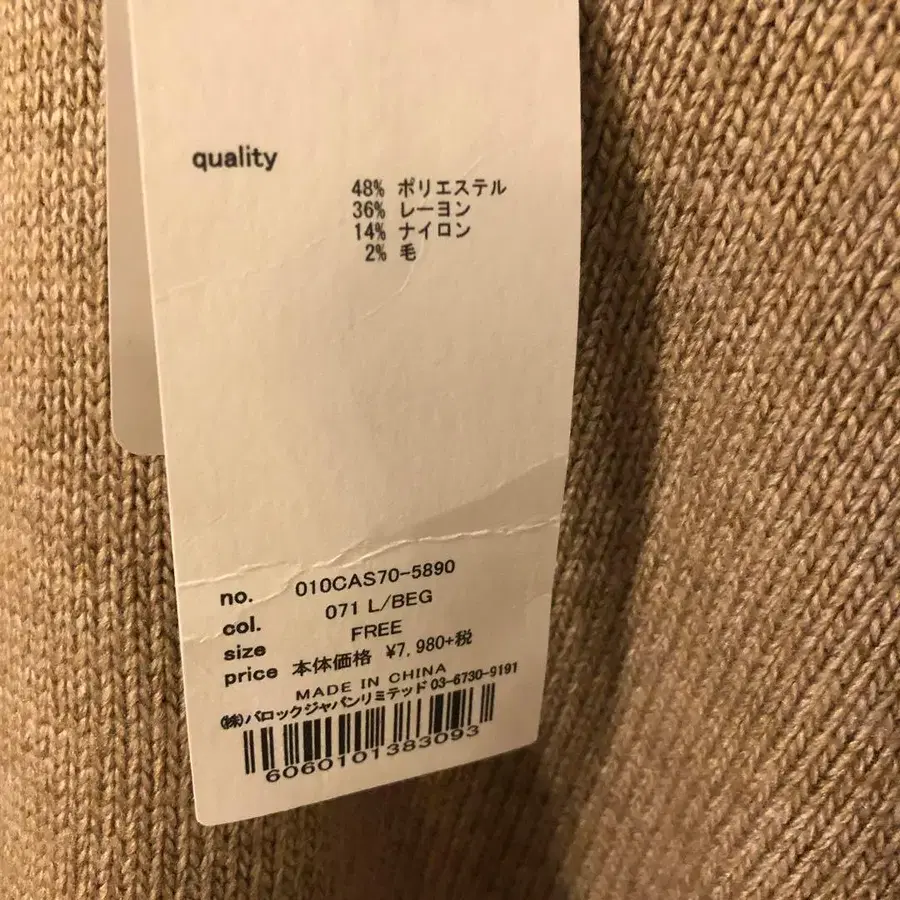 quality
48% ポリエステル
36% レーヨン
14% ナイロン
2% 毛
no. 010CAS70-5890
col. 071 L/BEG
size FREE
price 本体価格 ¥7,980+税
MADE IN CHINA
㈱バロックジャパンリミテッド 03-6730-9191
6060101383093